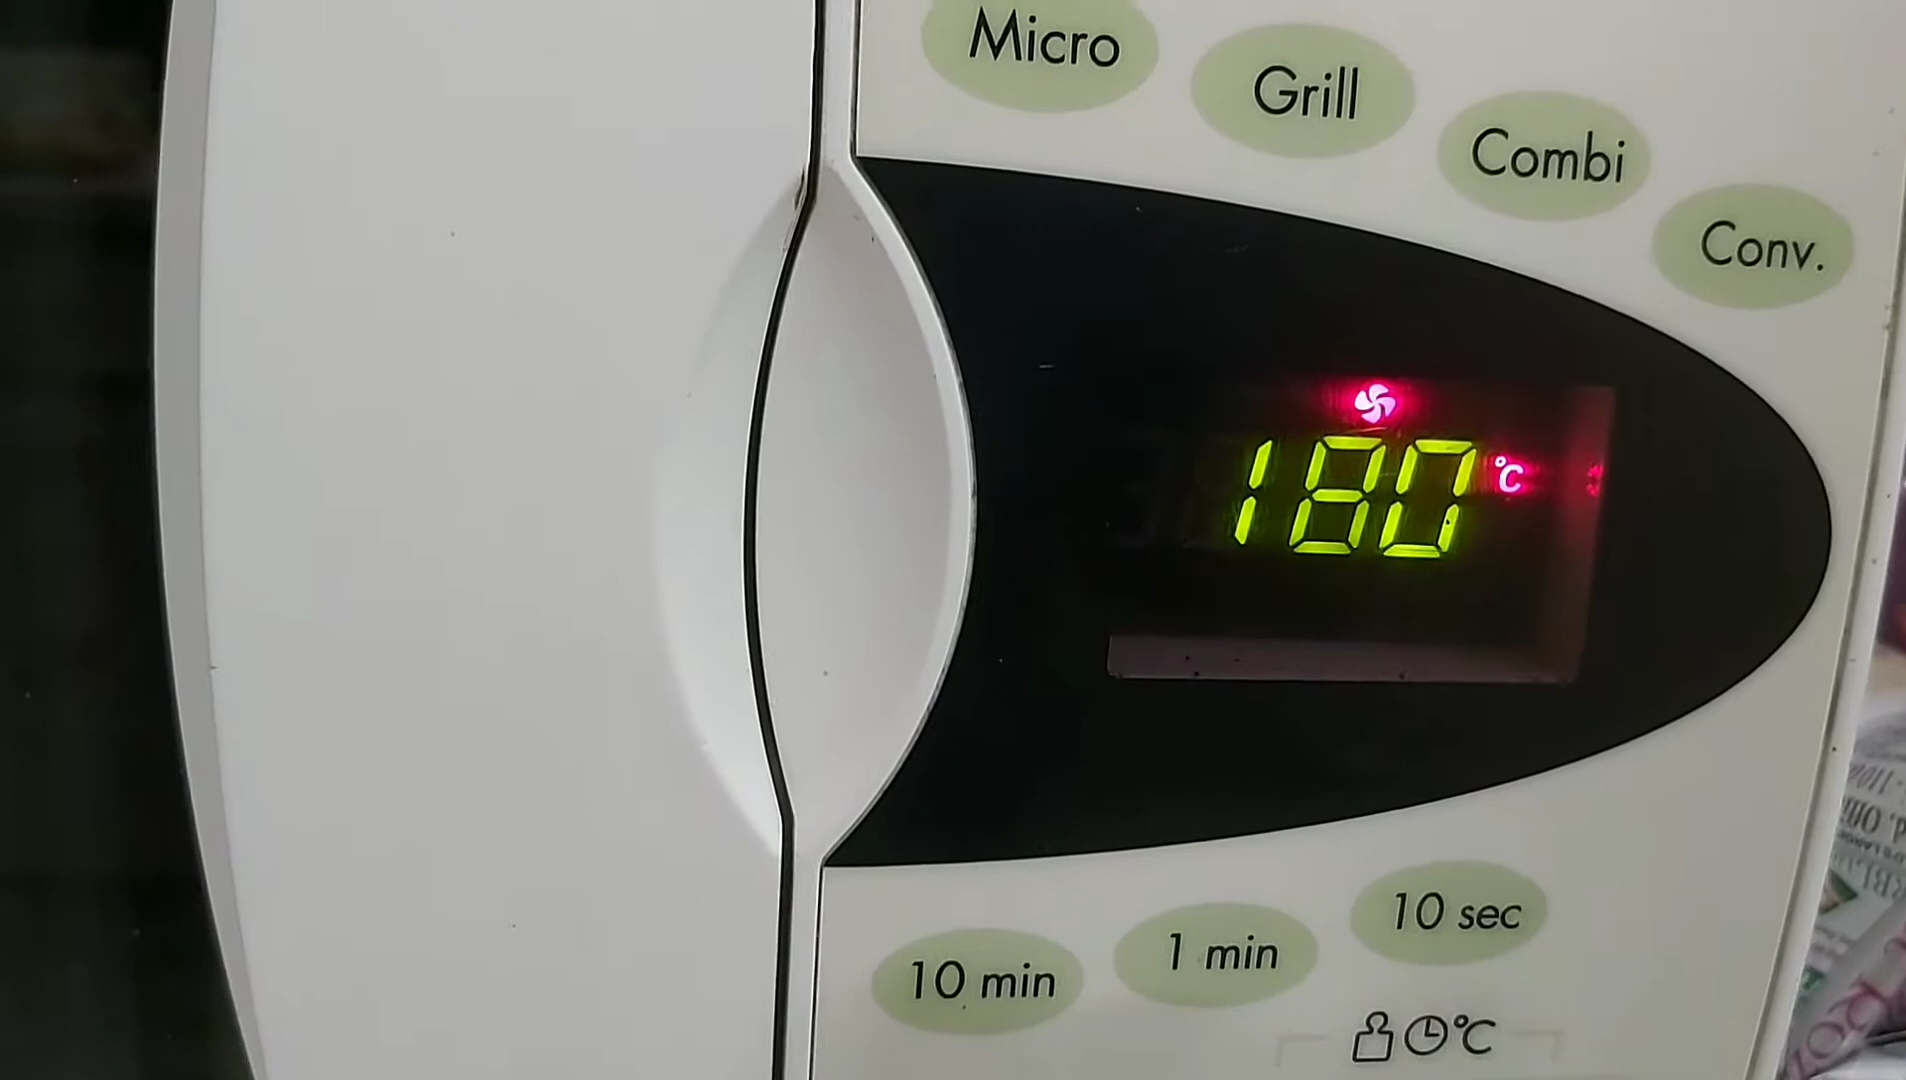 Micro
Grill
Combi
Conv.
180 °C
10 min
1 min
10 sec
°C